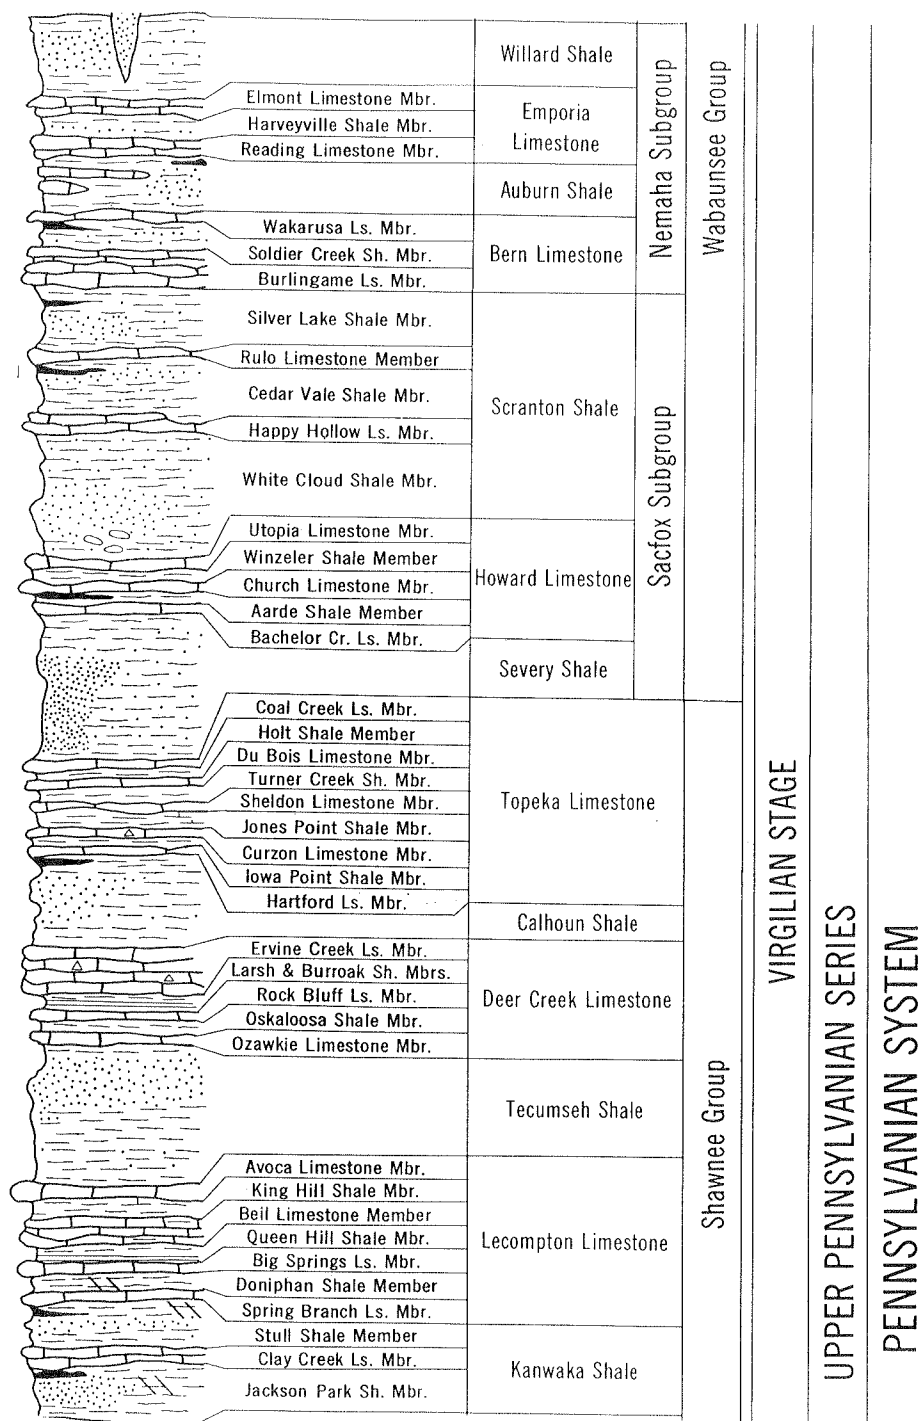 Willard Shale
Elmont Limestone Mbr.
Harveyville Shale Mbr.
Reading Limestone Mbr.
Emporia
Limestone
Auburn Shale
Wakarusa Ls. Mbr.
Soldier Creek Sh. Mbr.
Burlingame Ls. Mbr.
Bern Limestone
Nemaha Subgroup
Silver Lake Shale Mbr.
Rulo Limestone Member
Cedar Vale Shale Mbr.
Happy Hollow Ls. Mbr.
White Cloud Shale Mbr.
Scranton Shale
Utopia Limestone Mbr.
Winzeler Shale Member
Church Limestone Mbr.
Aarde Shale Member
Bachelor Cr. Ls. Mbr.
Howard Limestone
Severy Shale
Sacfox Subgroup
Wabaunsee Group
Coal Creek Ls. Mbr.
Holt Shale Member
Du Bois Limestone Mbr.
Turner Creek Sh. Mbr.
Sheldon Limestone Mbr.
Jones Point Shale Mbr.
Curzon Limestone Mbr.
Iowa Point Shale Mbr.
Hartford Ls. Mbr.
Topeka Limestone
Calhoun Shale
Ervine Creek Ls. Mbr.
Larsh & Burroak Sh. Mbrs.
Rock Bluff Ls. Mbr.
Oskaloosa Shale Mbr.
Ozawkie Limestone Mbr.
Deer Creek Limestone
Tecumseh Shale
Avoca Limestone Mbr.
King Hill Shale Mbr.
Beil Limestone Member
Queen Hill Shale Mbr.
Big Springs Ls. Mbr.
Doniphan Shale Member
Spring Branch Ls. Mbr.
Lecompton Limestone
Stull Shale Member
Clay Creek Ls. Mbr.
Jackson Park Sh. Mbr.
Kanwaka Shale
Shawnee Group
VIRGILIAN STAGE
UPPER PENNSYLVANIAN SERIES
PENNSYLVANIAN SYSTEM